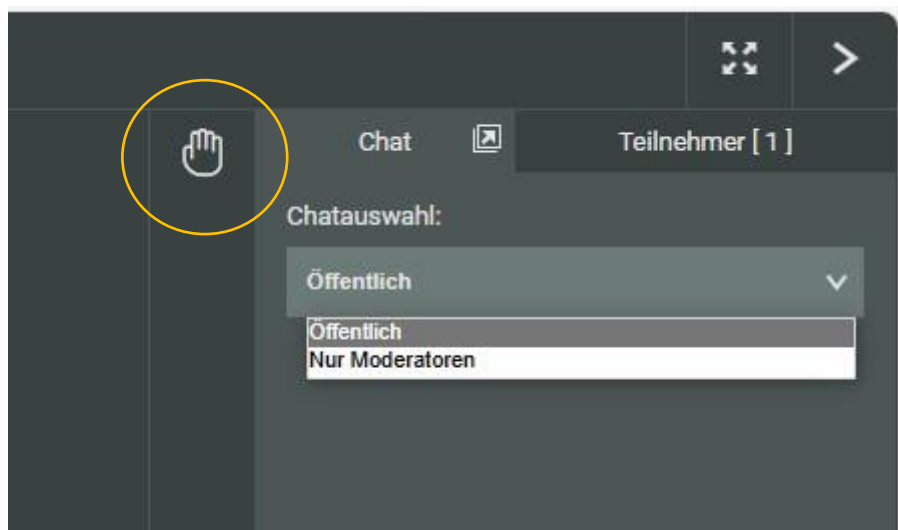 Chat
Teilnehmer [ 1 ]
Chatauswahl:
Öffentlich
Öffentlich
Nur Moderatoren